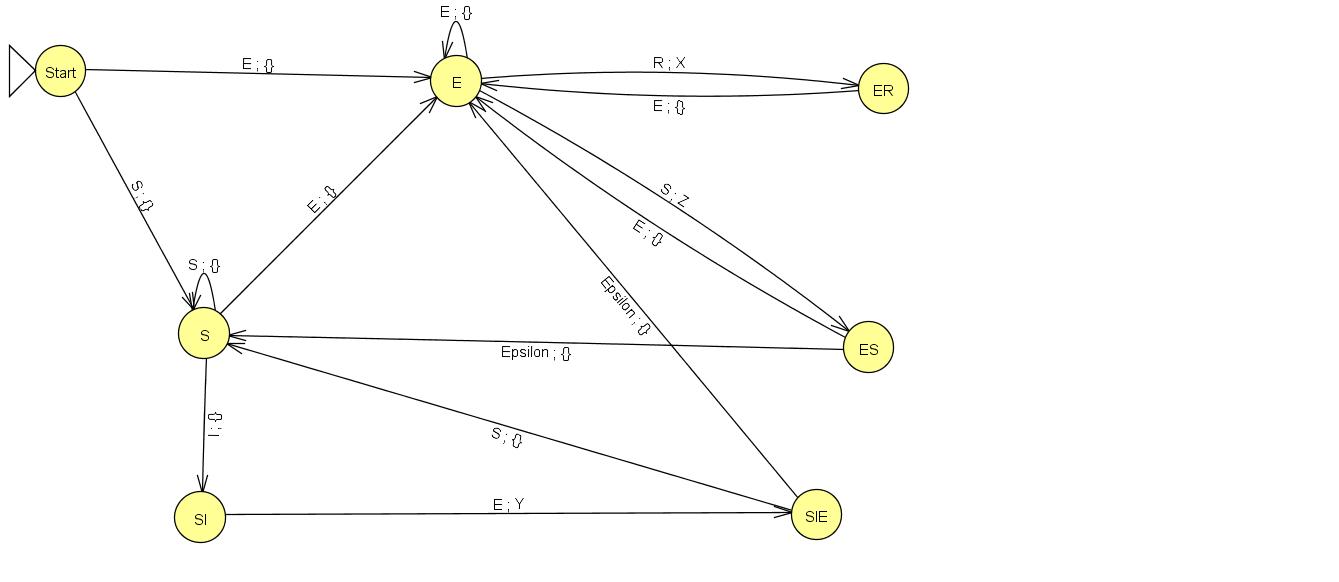 E ; {}
Start
E ; {}
E
R ; X
ER
E ; {}
S ; {}
E ; {}
S ; Z
E ; {}
S ; {}
Epsilon ; {}
S
Epsilon ; {}
ES
I ; {}
S ; {}
SI
E ; Y
SIE